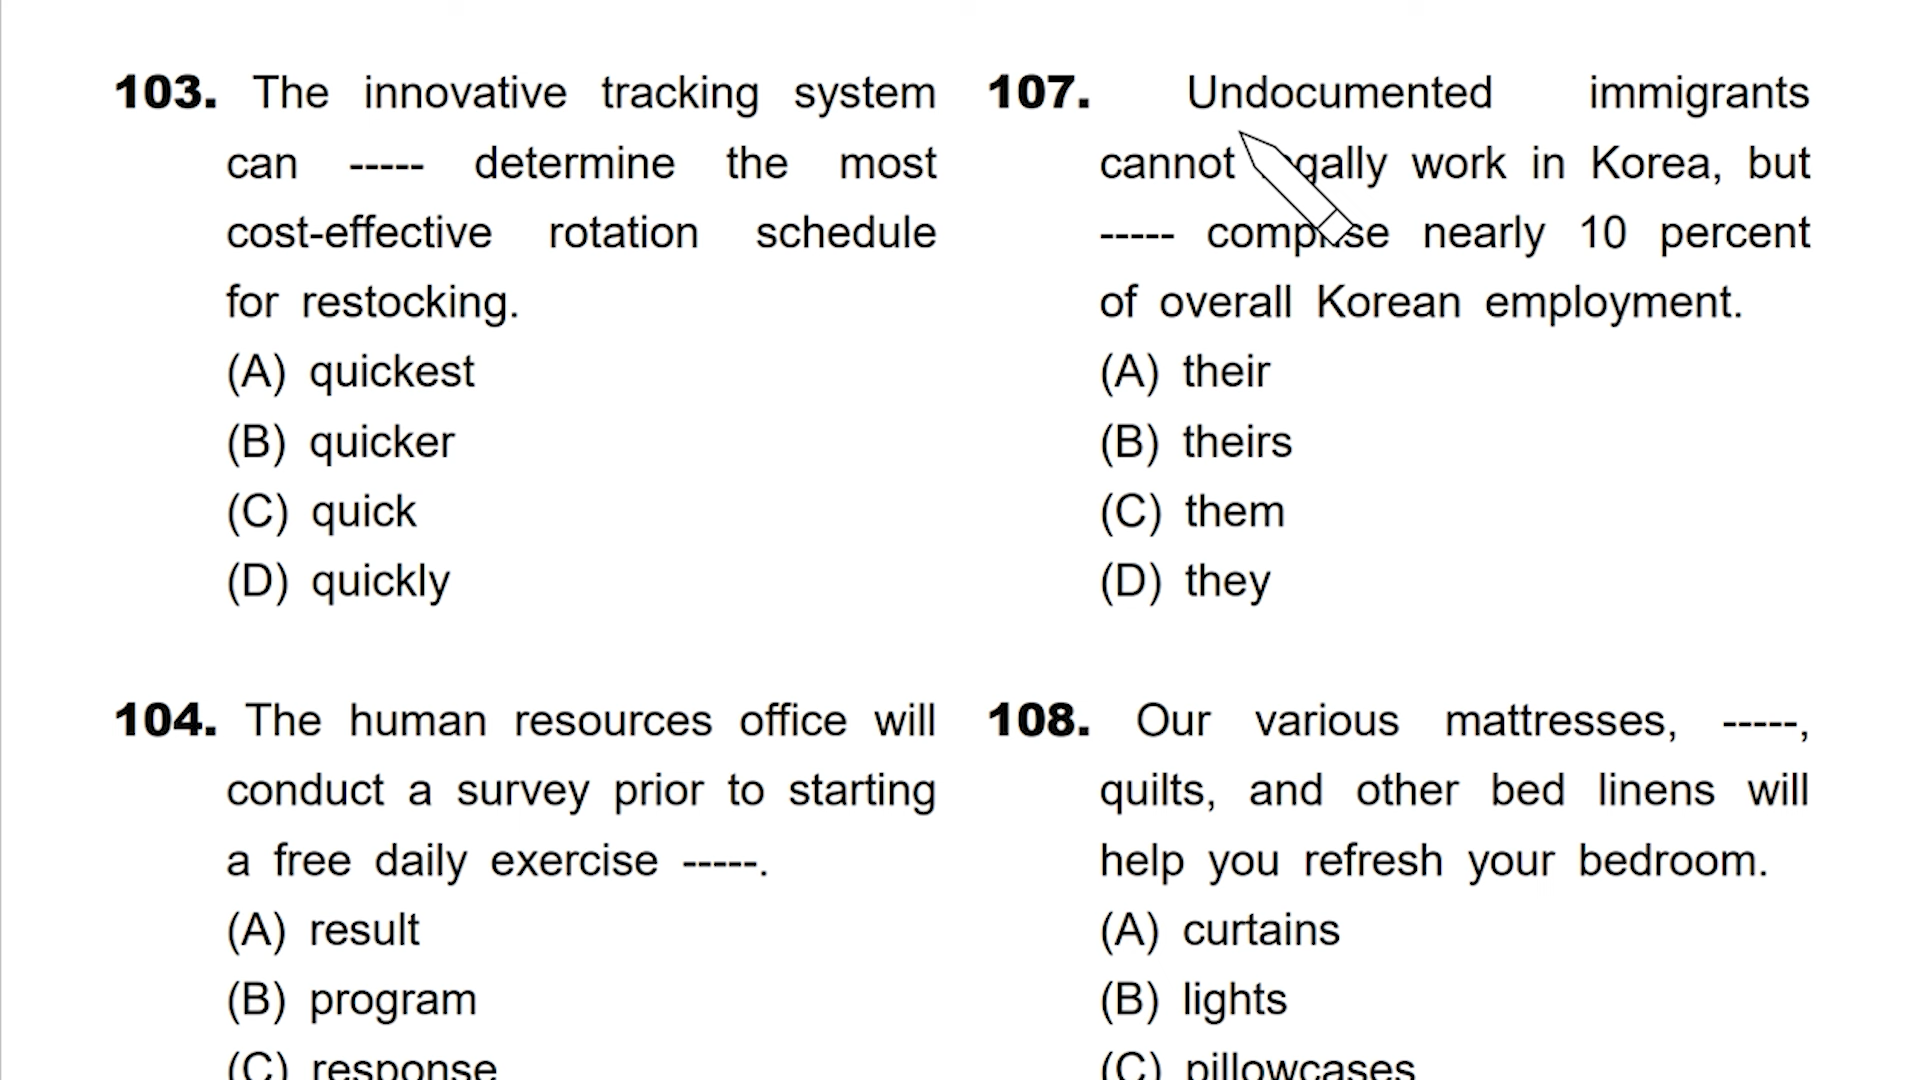 103. The innovative tracking system
can ----- determine the most
cost-effective rotation schedule
for restocking.
(A) quickest
(B) quicker
(C) quick
(D) quickly
104. The human resources office will
conduct a survey prior to starting
a free daily exercise -----.
(A) result
(B) program
(C) response
107. Undocumented immigrants
cannot legally work in Korea, but
----- comprise nearly 10 percent
of overall Korean employment.
(A) their
(B) theirs
(C) them
(D) they
108. Our various mattresses, -----,
quilts, and other bed linens will
help you refresh your bedroom.
(A) curtains
(B) lights
(C) pillowcases